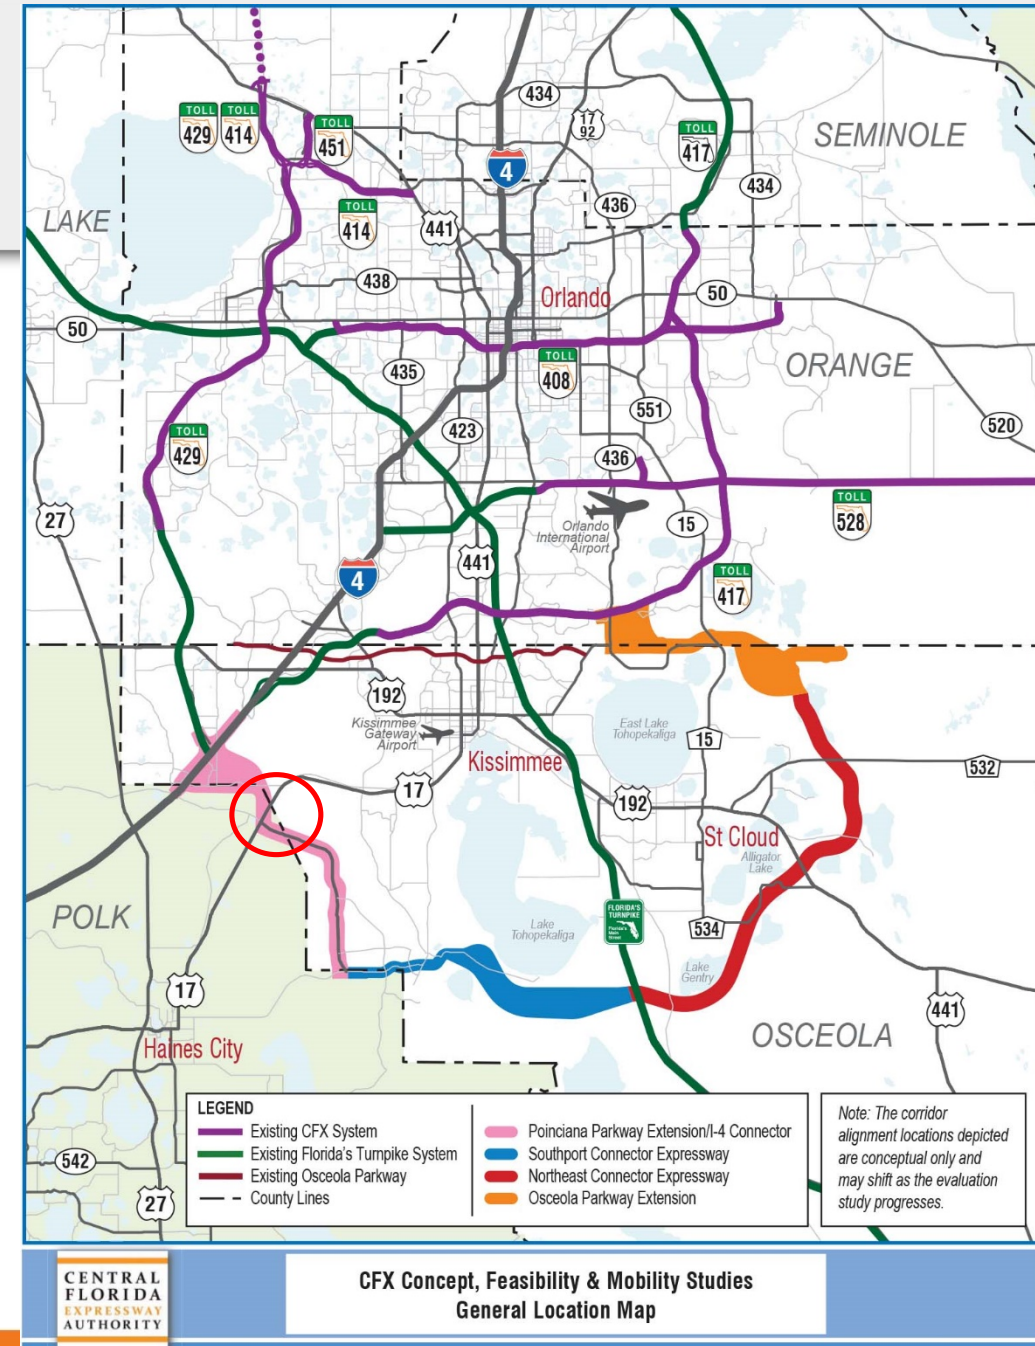 434
17
92
TOLL
429
TOLL
414
TOLL
451
TOLL
417
SEMINOLE
4
434
LAKE
TOLL
414
441
436
438
Orlando
50
50
TOLL
408
ORANGE
435
551
423
520
TOLL
429
436
TOLL
528
27
Orlando
International
Airport
15
441
4
TOLL
417
192
Kissimmee
Gateway
Airport
East Lake
Tohopekaliga
15
Kissimmee
532
17
192
St Cloud
Alligator
Lake
POLK
FLORIDA'S
TURNPIKE
Lake
Tohopekaliga
534
Lake
Gentry
17
441
OSCEOLA
Haines City
542
27
LEGEND
Existing CFX System
Existing Florida's Turnpike System
Existing Osceola Parkway
County Lines
Poinciana Parkway Extension/I-4 Connector
Southport Connector Expressway
Northeast Connector Expressway
Osceola Parkway Extension
Note: The corridor
alignment locations depicted
are conceptual only and
may shift as the evaluation
study progresses.
CENTRAL
FLORIDA
EXPRESSWAY
AUTHORITY
CFX Concept, Feasibility & Mobility Studies
General Location Map